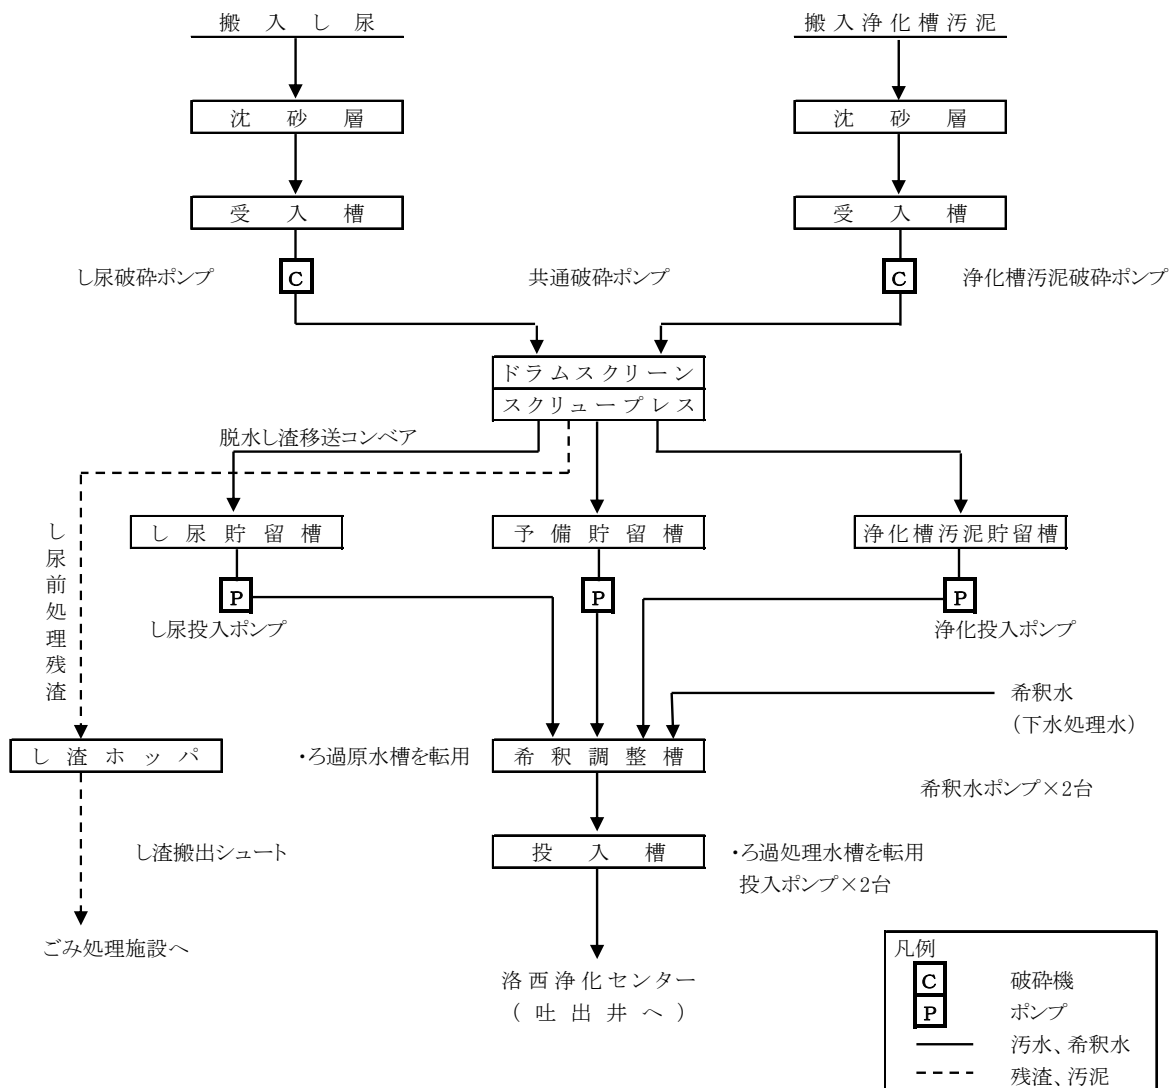 搬入し尿
搬入浄化槽汚泥
沈砂層
沈砂層
受入槽
受入槽
し尿破砕ポンプ
C
共通破砕ポンプ
C
浄化槽汚泥破砕ポンプ
ドラムスクリーン
スクリュープレス
脱水し渣移送コンベア
し尿前処理残渣
し尿貯留槽
予備貯留槽
浄化槽汚泥貯留槽
P
P
P
し尿投入ポンプ
浄化投入ポンプ
希釈水
(下水処理水)
し渣ホッパ
・ろ過原水槽を転用
希釈調整槽
希釈水ポンプ×2台
し渣搬出シュート
投入槽
・ろ過処理水槽を転用
投入ポンプ×2台
ごみ処理施設へ
洛西浄化センター
(吐出井へ)
凡例
C 破砕機
P ポンプ
汚水、希釈水
残渣、汚泥